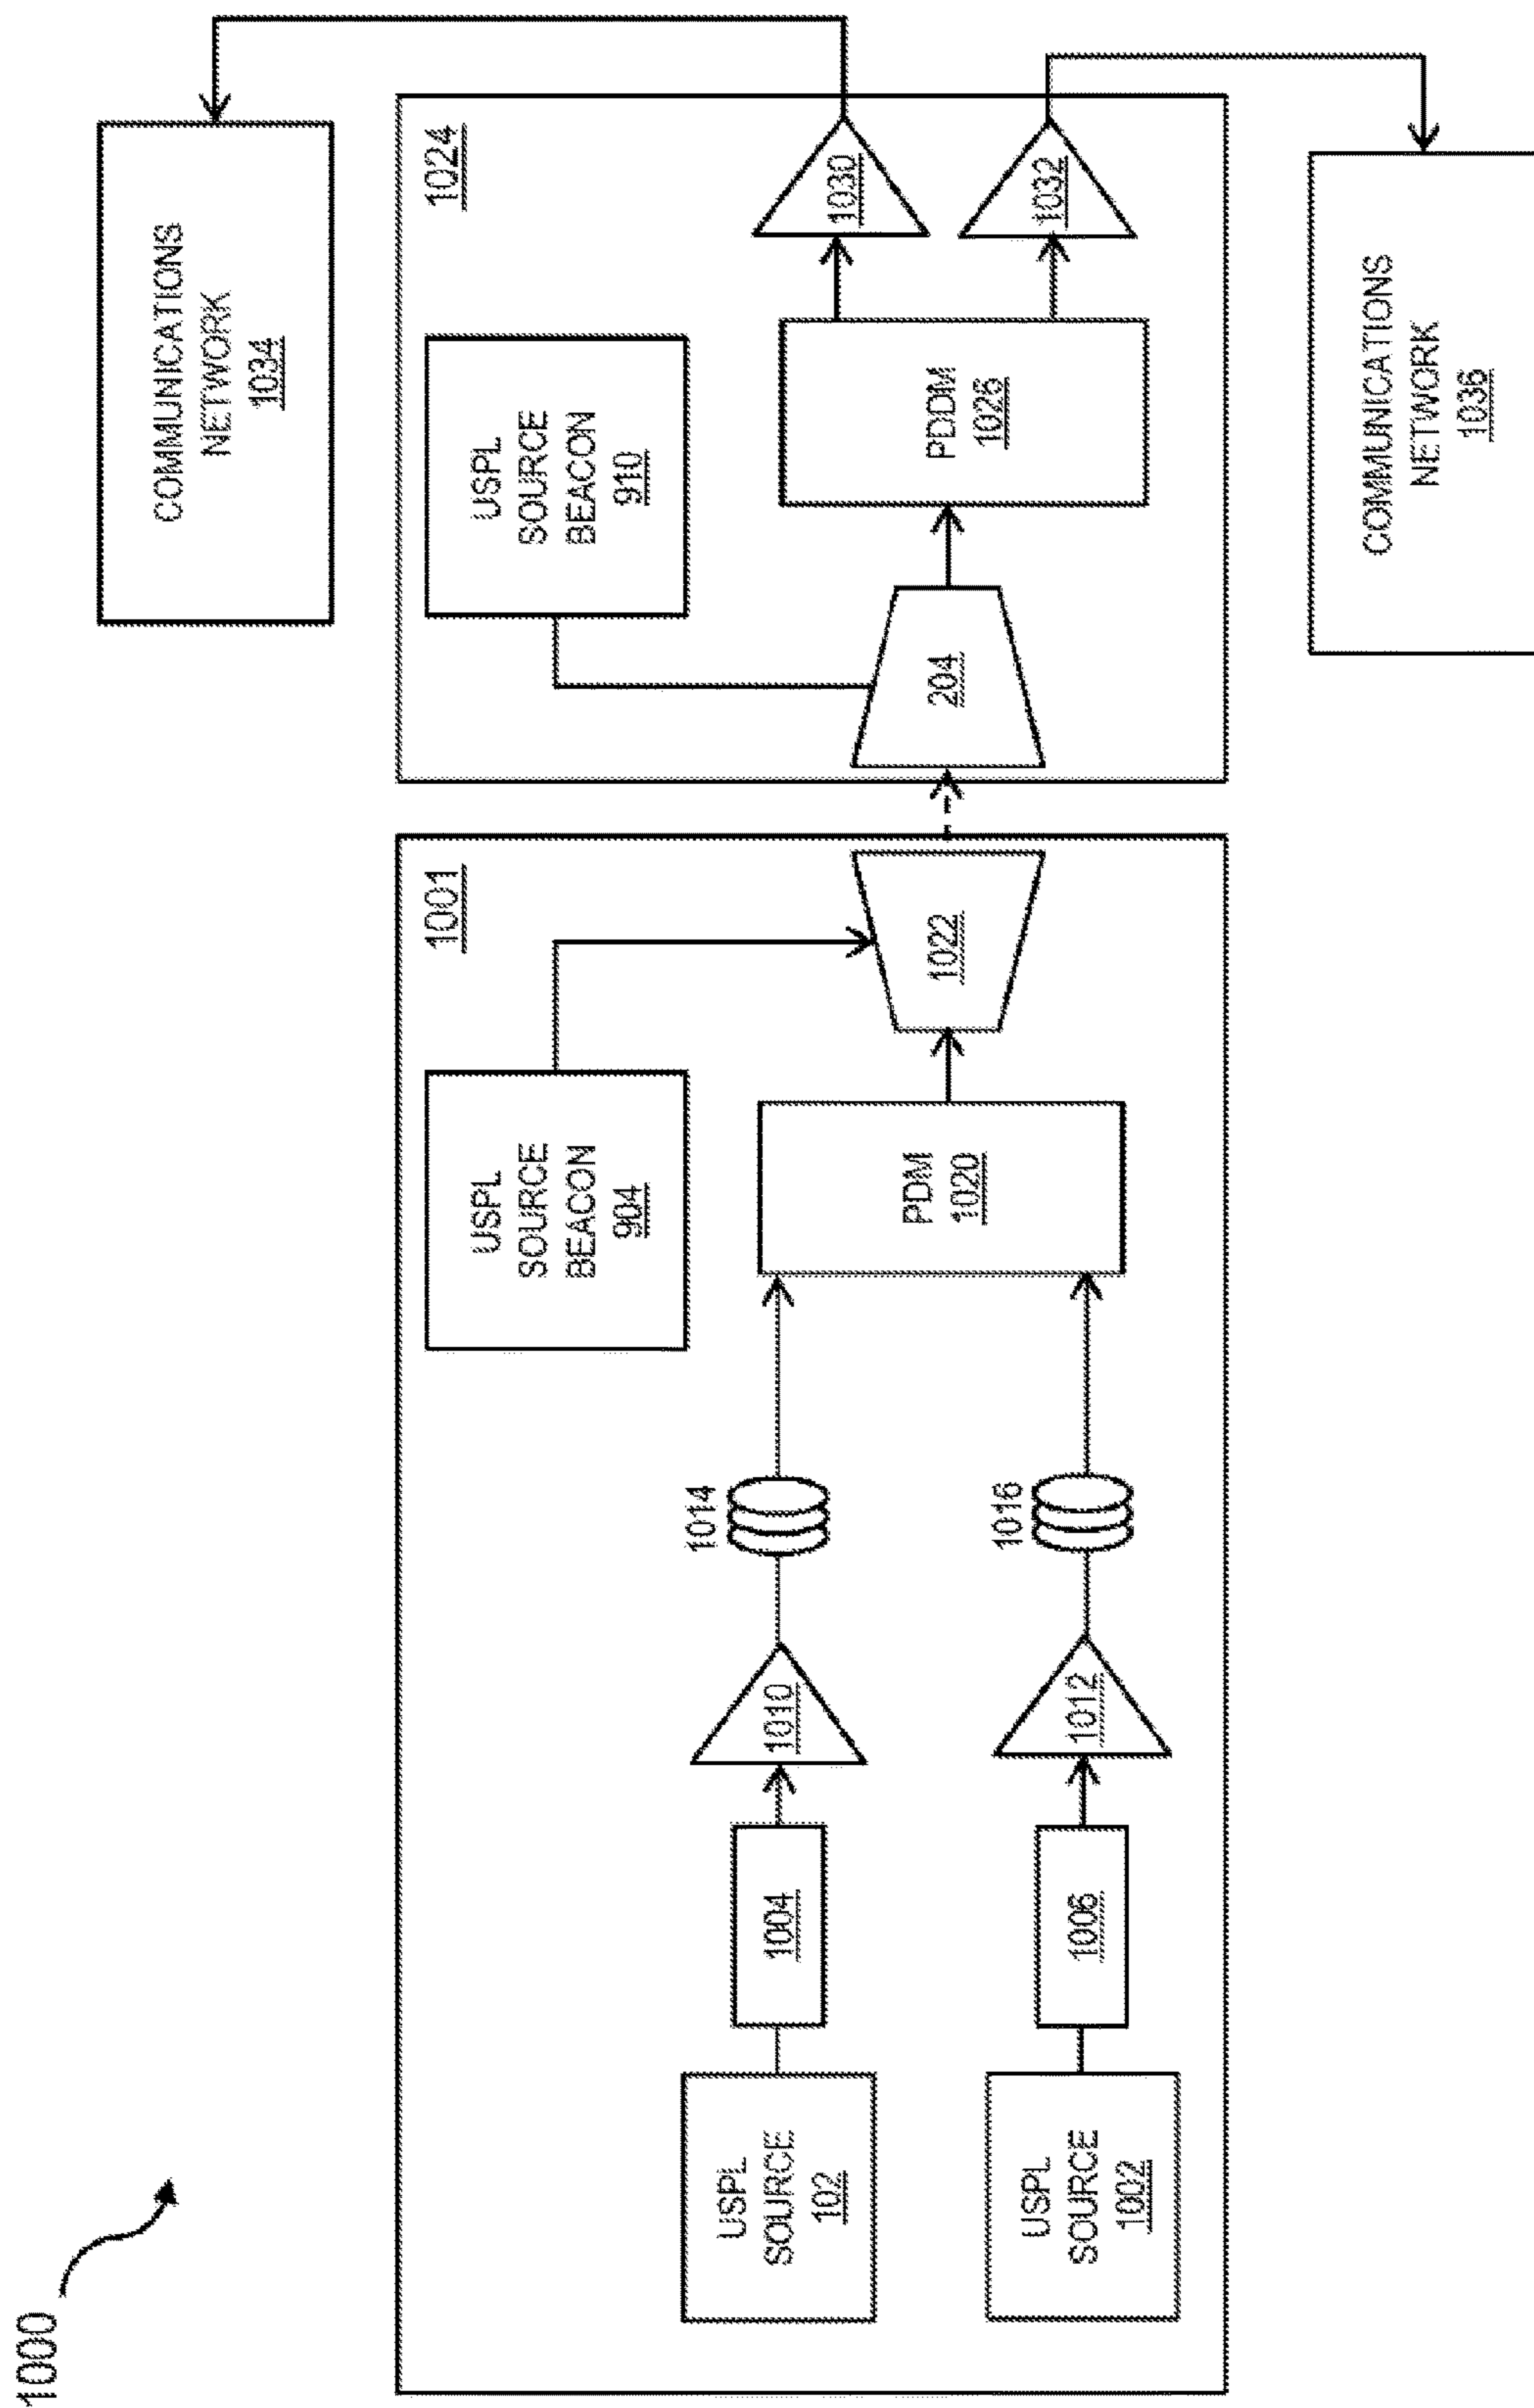 1000
COMMUNICATIONS
NETWORK
1034
1024
1001
USPL
SOURCE
BEACON
904
USPL
SOURCE
BEACON
910
1030
1032
PDDM
1026
204
1022
PDM
1020
1014
1016
1010
1012
1004
1006
USPL
SOURCE
102
USPL
SOURCE
1002
COMMUNICATIONS
NETWORK
1036